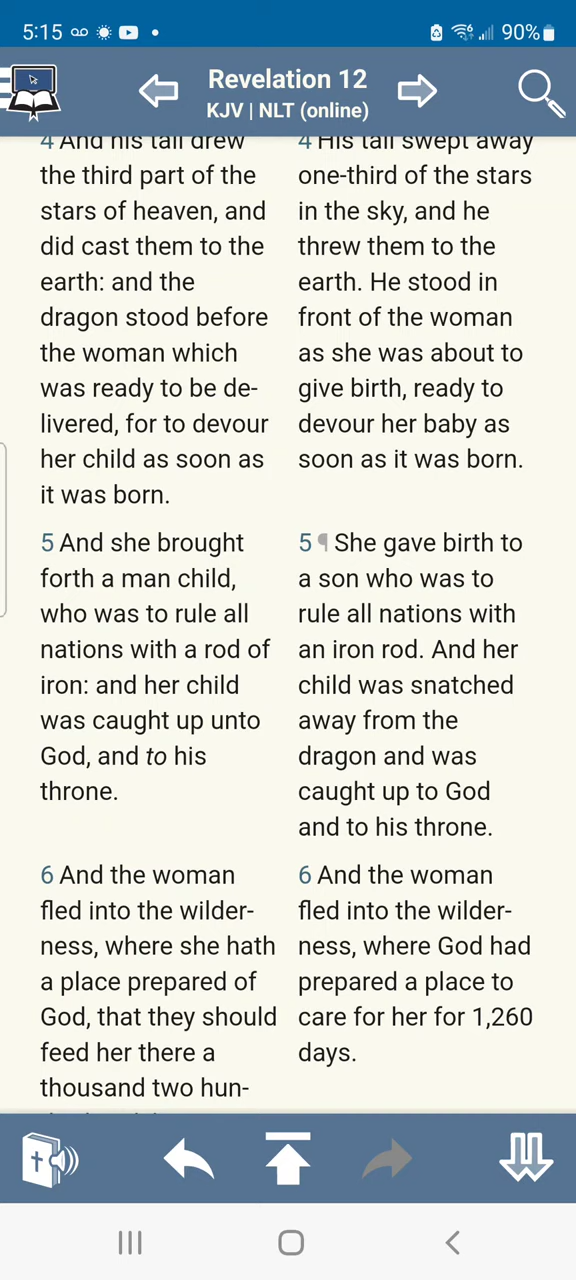 5:15
90%
Revelation 12
KJV | NLT (online)
4 And his tail drew
the third part of the
stars of heaven, and
did cast them to the
earth: and the
dragon stood before
the woman which
was ready to be de-
livered, for to devour
her child as soon as
it was born.
4 His tail swept away
one-third of the stars
in the sky, and he
threw them to the
earth. He stood in
front of the woman
as she was about to
give birth, ready to
devour her baby as
soon as it was born.
5 And she brought
forth a man child,
who was to rule all
nations with a rod of
iron: and her child
was caught up unto
God, and to his
throne.
5 ¶ She gave birth to
a son who was to
rule all nations with
an iron rod. And her
child was snatched
away from the
dragon and was
caught up to God
and to his throne.
6 And the woman
fled into the wilder-
ness, where she hath
a place prepared of
God, that they should
feed her there a
thousand two hun-
6 And the woman
fled into the wilder-
ness, where God had
prepared a place to
care for her for 1,260
days.